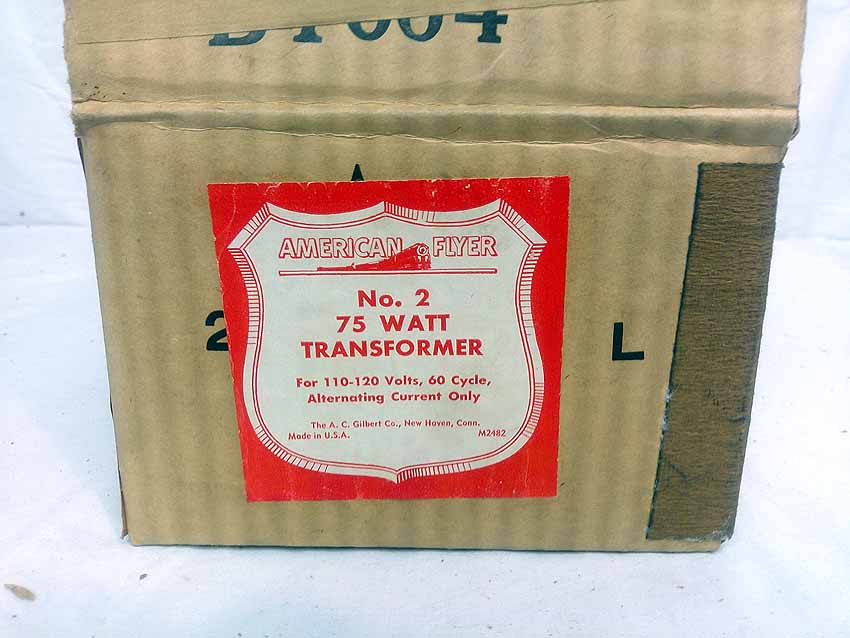 AMERICAN FLYER
No. 2
75 WATT
TRANSFORMER
For 110-120 Volts, 60 Cycle,
Alternating Current Only
The A. C. Gilbert Co., New Haven, Conn.
Made in U.S.A. M2482
2 L